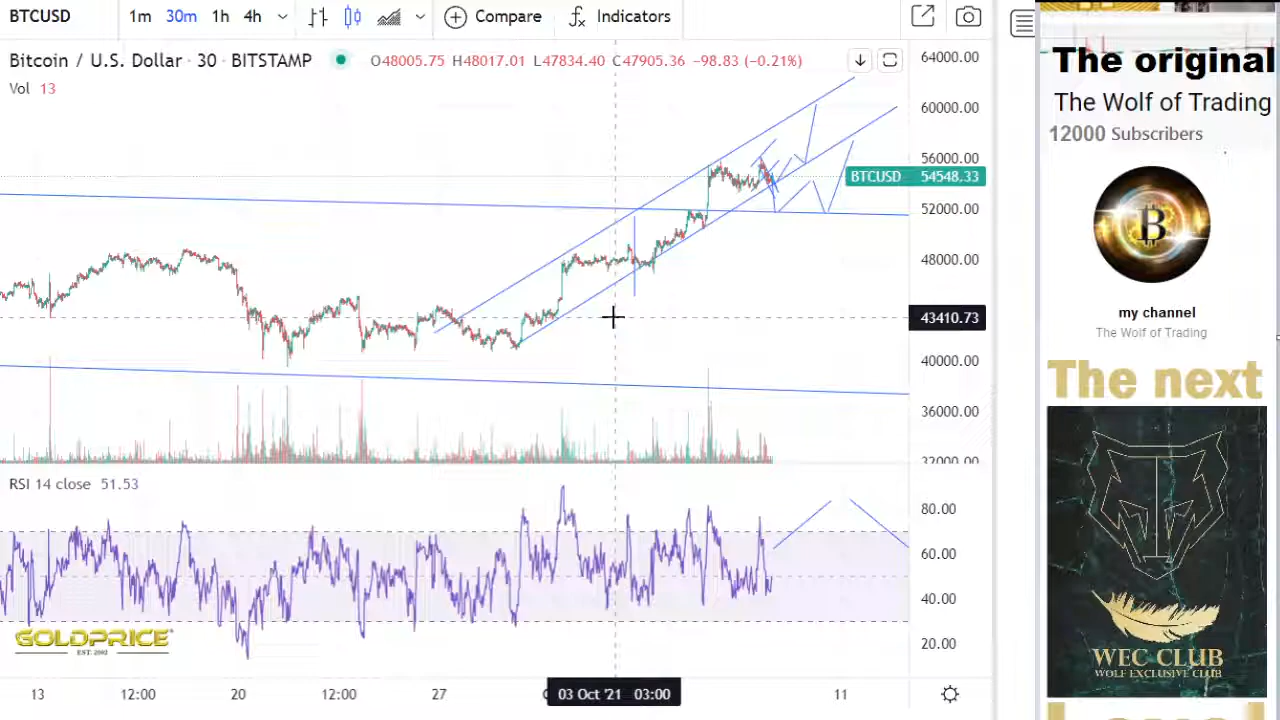 BTCUSD 1m 30m 1h 4h Compare Indicators
Bitcoin / U.S. Dollar · 30 · BITSTAMP O48005.75 H48017.01 L47834.40 C47905.36 −98.83 (−0.21%)
Vol 13
64000.00
60000.00
56000.00
BTCUSD 54548.33
52000.00
48000.00
43410.73
40000.00
36000.00
32000.00
RSI 14 close 51.53
80.00
60.00
40.00
20.00
GOLDPRICE
EST. 2002
13 12:00 20 12:00 27 03 Oct '21 03:00 11
The original
The Wolf of Trading
12000 Subscribers
B
my channel
The Wolf of Trading
The next
WEC CLUB
WOLF EXCLUSIVE CLUB